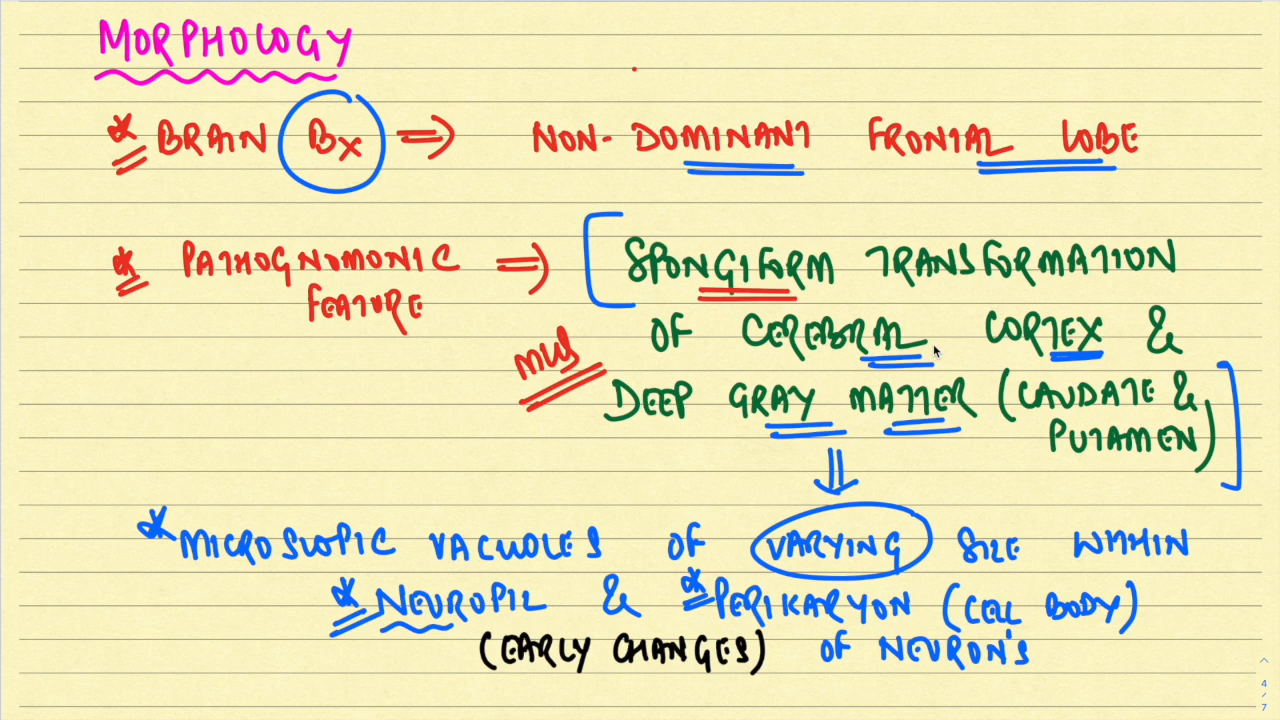 MORPHOLOGY
* BRAIN Bx ⇒ NON-DOMINANT FRONTAL LOBE
* PATHOGNOMONIC FEATURE ⇒ [SPONGIFORM TRANSFORMATION
OF CEREBRAL CORTEX &
MCQ
DEEP GRAY MATTER (CAUDATE &
PUTAMEN)]
⇓
* MICROSCOPIC VACUOLES OF VARYING SIZE WITHIN
* NEUROPIL & * PERIKARYON (CELL BODY)
(EARLY CHANGES) OF NEURON'S
4
/
7